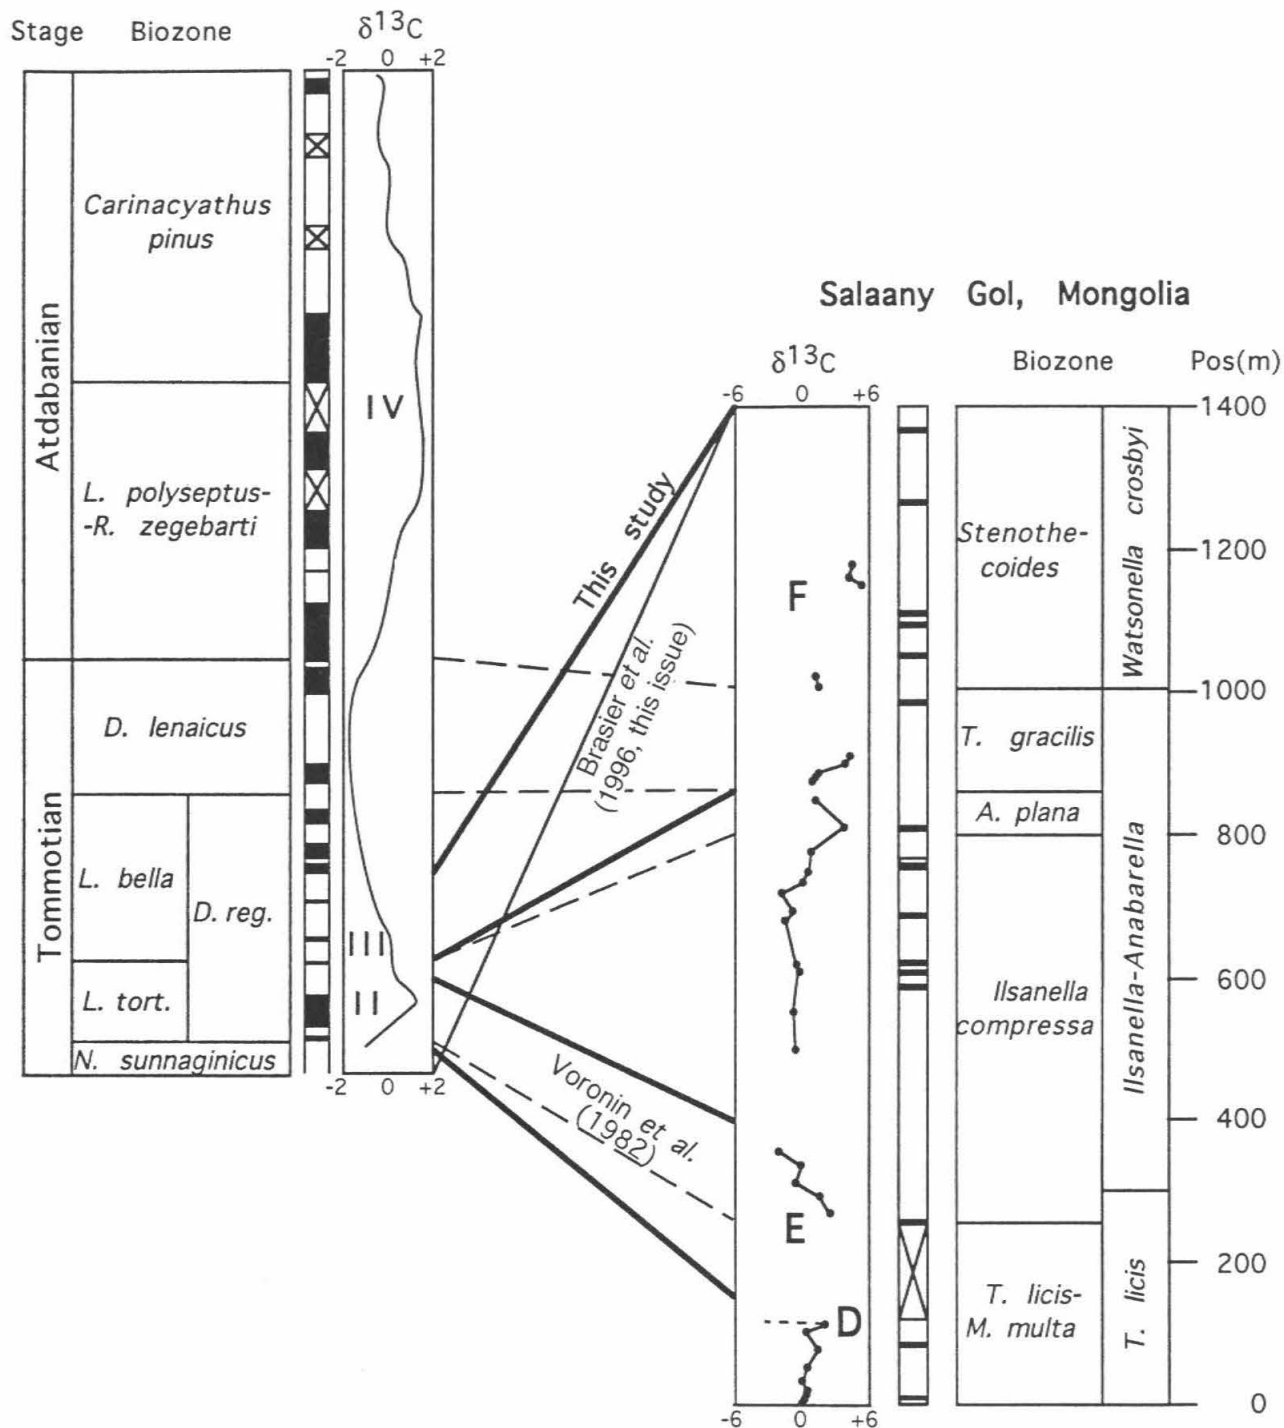 Stage Biozone δ13C
-2 0 +2
Atdabanian
Tommotian
Carinacyathus
pinus
L. polyseptus-
-R. zegebarti
D. lenaicus
L. bella
D. reg.
L. tort.
N. sunnaginicus
IV
III
II
-2 0 +2
This study
Brasier et al.
(1996, this issue)
Voronin et al.
(1982)
Salaany Gol, Mongolia
δ13C Biozone Pos(m)
-6 0 +6
F
E
D
-6 0 +6
Stenothe-
coides
T. gracilis
A. plana
Ilsanella
compressa
T. licis-
M. multa
Watsonella crosbyi
Ilsanella-Anabarella
T. licis
1400
1200
1000
800
600
400
200
0